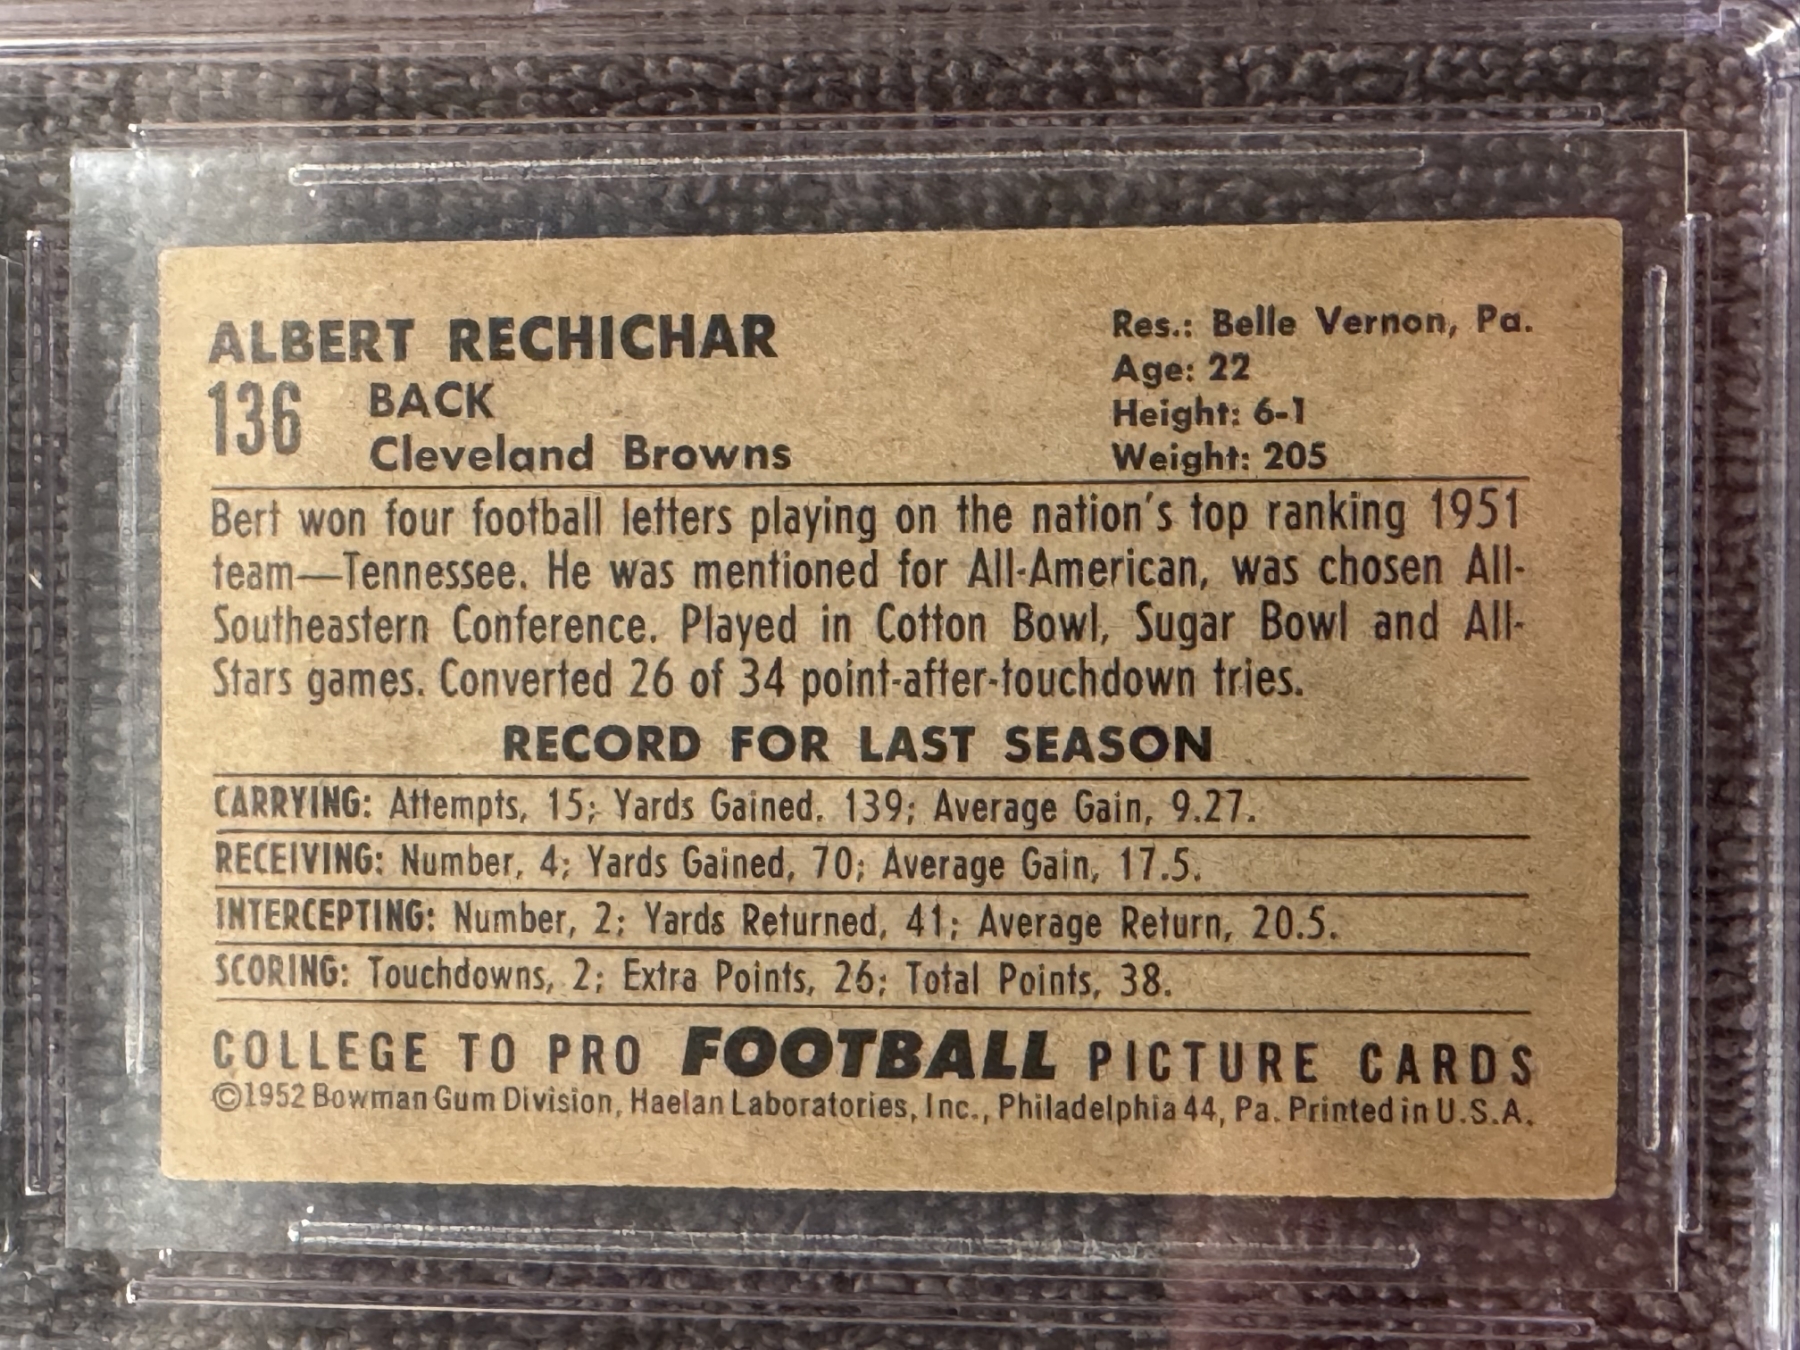 ALBERT RECHICHAR
136 BACK
Cleveland Browns
Res.: Belle Vernon, Pa.
Age: 22
Height: 6-1
Weight: 205
Bert won four football letters playing on the nation's top ranking 1951
team—Tennessee. He was mentioned for All-American, was chosen All-
Southeastern Conference. Played in Cotton Bowl, Sugar Bowl and All-
Stars games. Converted 26 of 34 point-after-touchdown tries.
RECORD FOR LAST SEASON
CARRYING: Attempts, 15; Yards Gained. 139; Average Gain, 9.27.
RECEIVING: Number, 4; Yards Gained, 70; Average Gain, 17.5.
INTERCEPTING: Number, 2; Yards Returned, 41; Average Return, 20.5.
SCORING: Touchdowns, 2; Extra Points, 26; Total Points, 38.
COLLEGE TO PRO FOOTBALL PICTURE CARDS
©1952 Bowman Gum Division, Haelan Laboratories, Inc., Philadelphia 44, Pa. Printed in U.S.A.